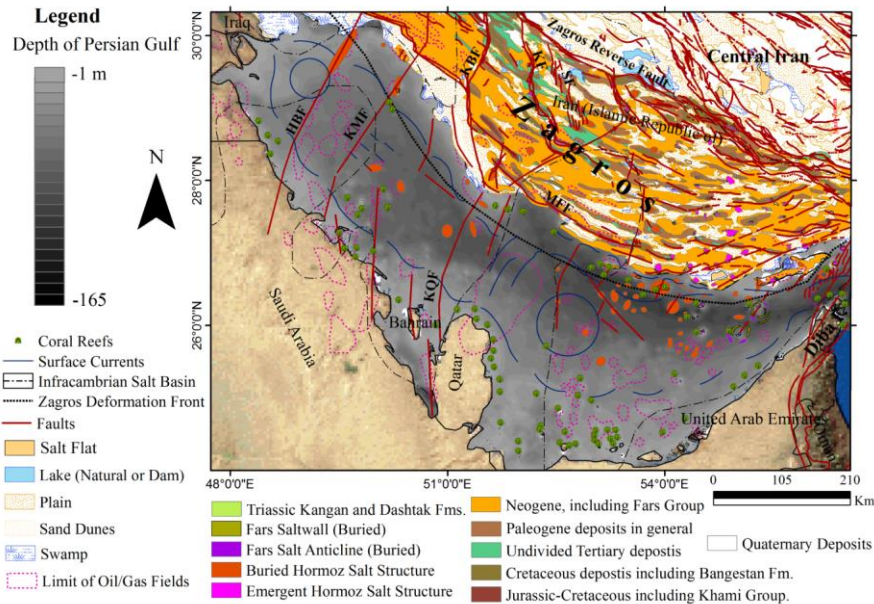 Legend
Depth of Persian Gulf
-1 m
-165
N
Coral Reefs
Surface Currents
Infracambrian Salt Basin
Zagros Deformation Front
Faults
Salt Flat
Lake (Natural or Dam)
Plain
Sand Dunes
Swamp
Limit of Oil/Gas Fields
30°0'0"N
28°0'0"N
26°0'0"N
48°0'0"E
51°0'0"E
54°0'0"E
Iraq
HBF
KMF
KBF
Zagros Reverse Fault
Central Iran
Iran (Islamic Republic of)
Zagros
MFF
KQF
Saudi Arabia
Bahrain
Qatar
United Arab Emirates
0 210
Km
Triassic Kangan and Dashtak Fms.
Fars Saltwall (Buried)
Fars Salt Anticline (Buried)
Buried Hormoz Salt Structure
Emergent Hormoz Salt Structure
Neogene, including Fars Group
Paleogene deposits in general
Undivided Tertiary depostis
Cretaceous depostis including Bangestan Fm.
Jurassic-Cretaceous including Khami Group.
Quaternary Deposits